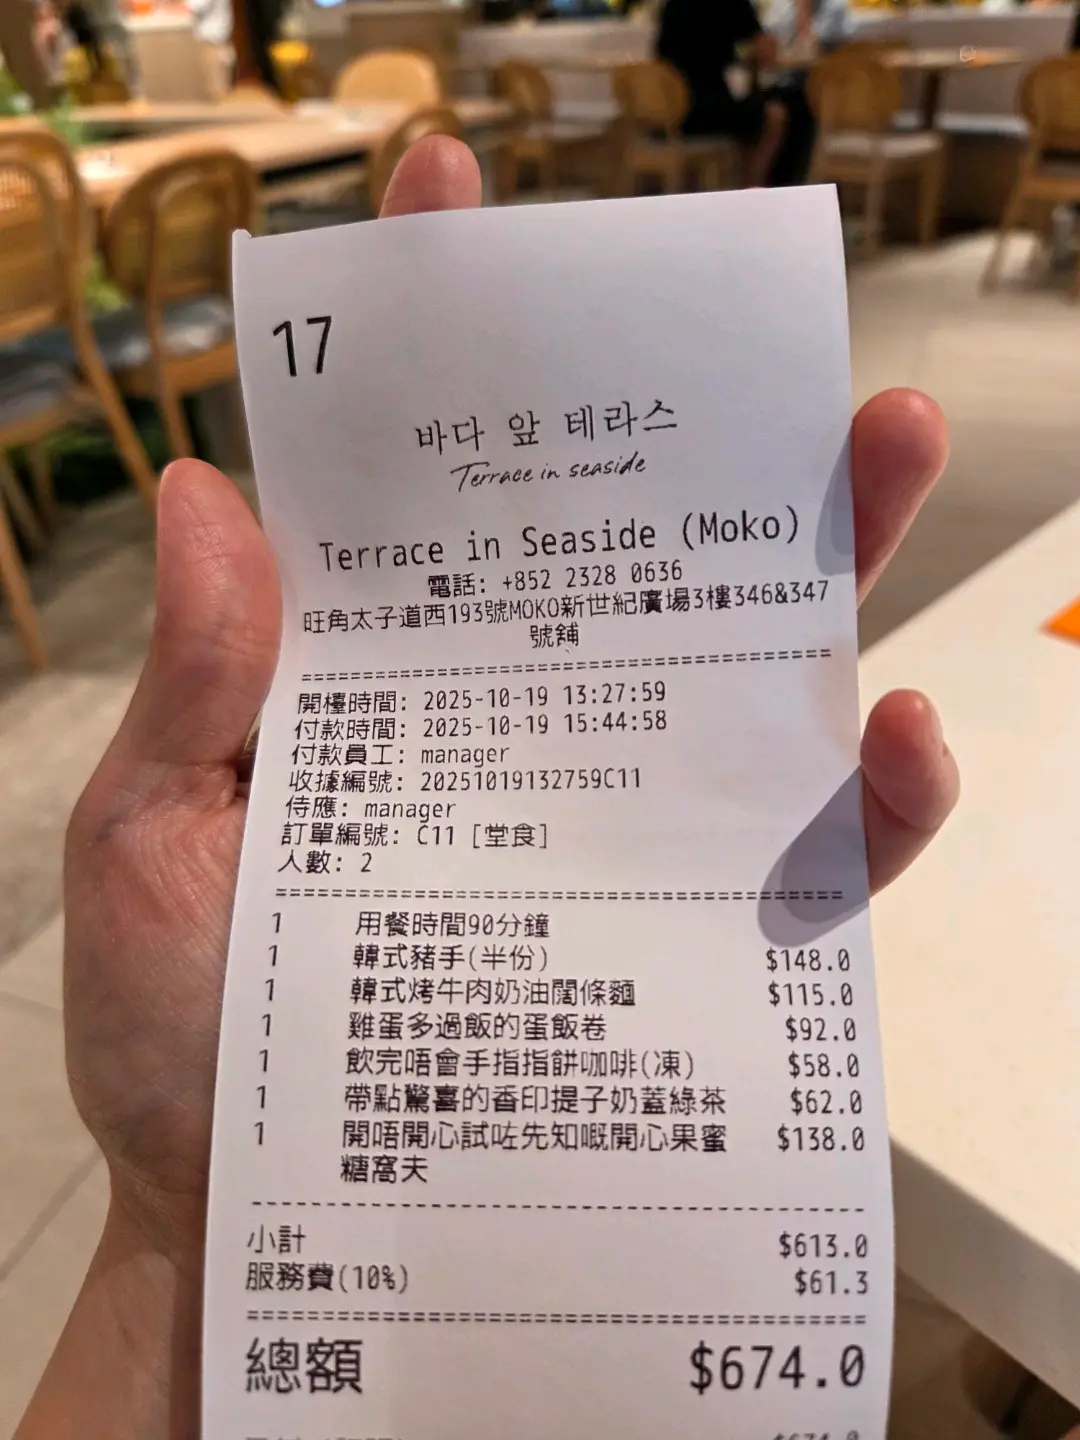 17
바다 앞 테라스
Terrace in seaside
Terrace in Seaside (Moko)
電話: +852 2328 0636
旺角太子道西193號MOKO新世紀廣場3樓346&347
號舖
開檯時間: 2025-10-19 13:27:59
付款時間: 2025-10-19 15:44:58
付款員工: manager
收據編號: 20251019132759C11
侍應: manager
訂單編號: C11 [堂食]
人數: 2
1 用餐時間90分鐘
1 韓式豬手(半份) $148.0
1 韓式烤牛肉奶油闊條麵 $115.0
1 雞蛋多過飯的蛋飯卷 $92.0
1 飲完唔會手指指餅咖啡(凍) $58.0
1 帶點驚喜的香印提子奶蓋綠茶 $62.0
1 開唔開心試咗先知嘅開心果蜜 $138.0
糖窩夫
小計 $613.0
服務費(10%) $61.3
總額 $674.0